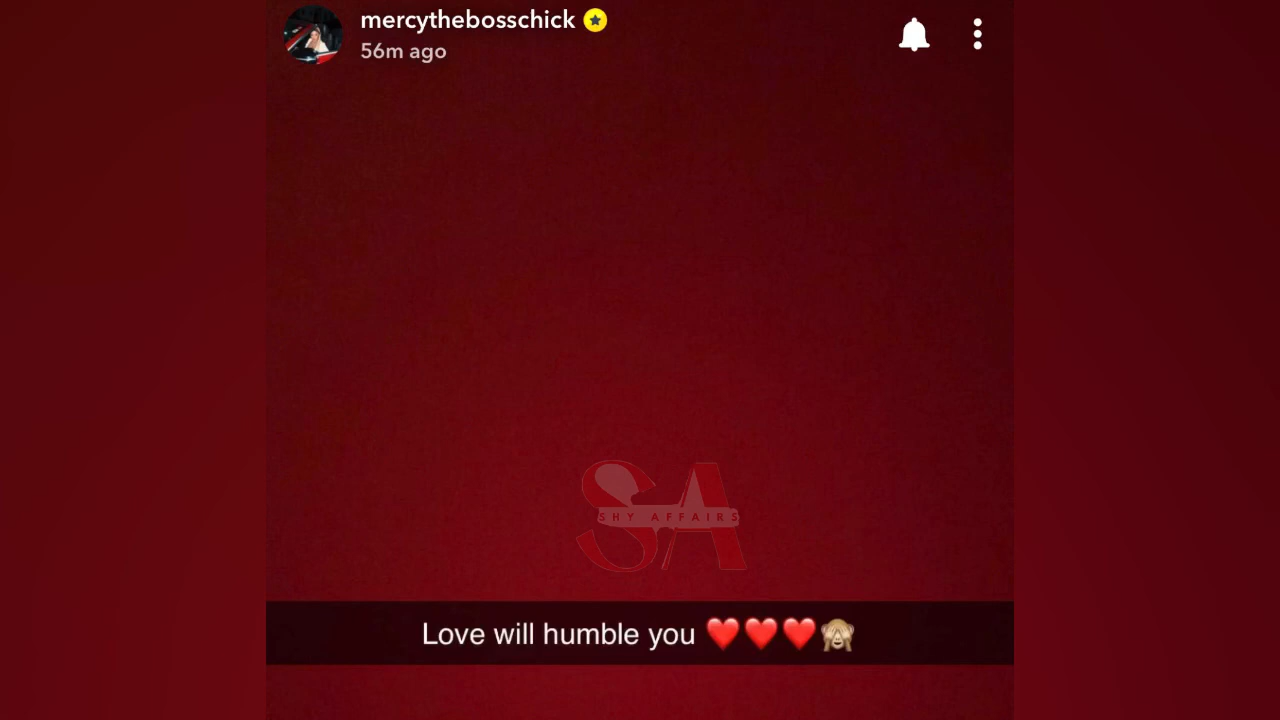 mercythebosschick
56m ago
SA
SHY AFFAIRS
Love will humble you ❤️❤️❤️🙈